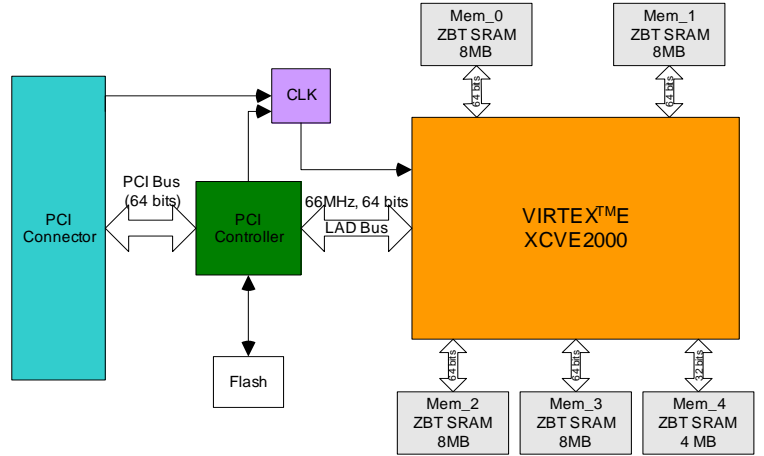 Mem_0
ZBT SRAM
8MB
Mem_1
ZBT SRAM
8MB
64 bits
64 bits
CLK
PCI Bus
(64 bits)
PCI
Connector
PCI
Controller
66MHz, 64 bits
LAD Bus
VIRTEX™E
XCVE2000
Flash
64 bits
64 bits
32 bits
Mem_2
ZBT SRAM
8MB
Mem_3
ZBT SRAM
8MB
Mem_4
ZBT SRAM
4 MB